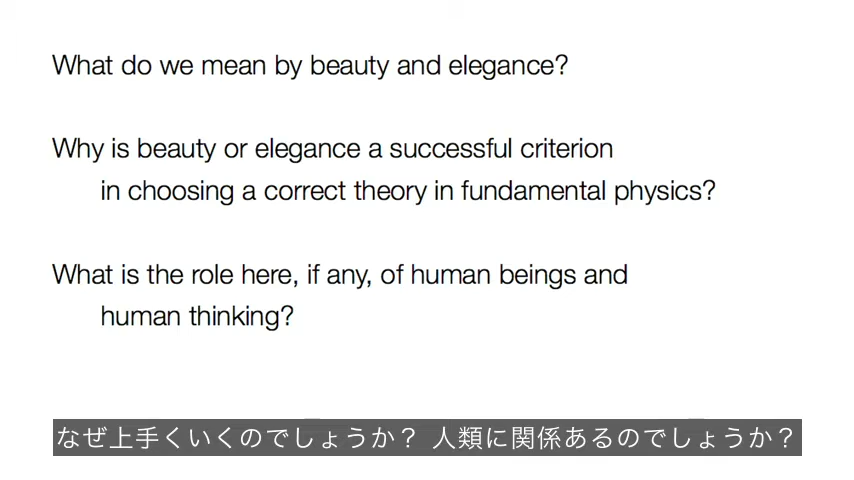 What do we mean by beauty and elegance?
Why is beauty or elegance a successful criterion
in choosing a correct theory in fundamental physics?
What is the role here, if any, of human beings and
human thinking?
なぜ上手くいくのでしょうか？ 人類に関係あるのでしょうか？